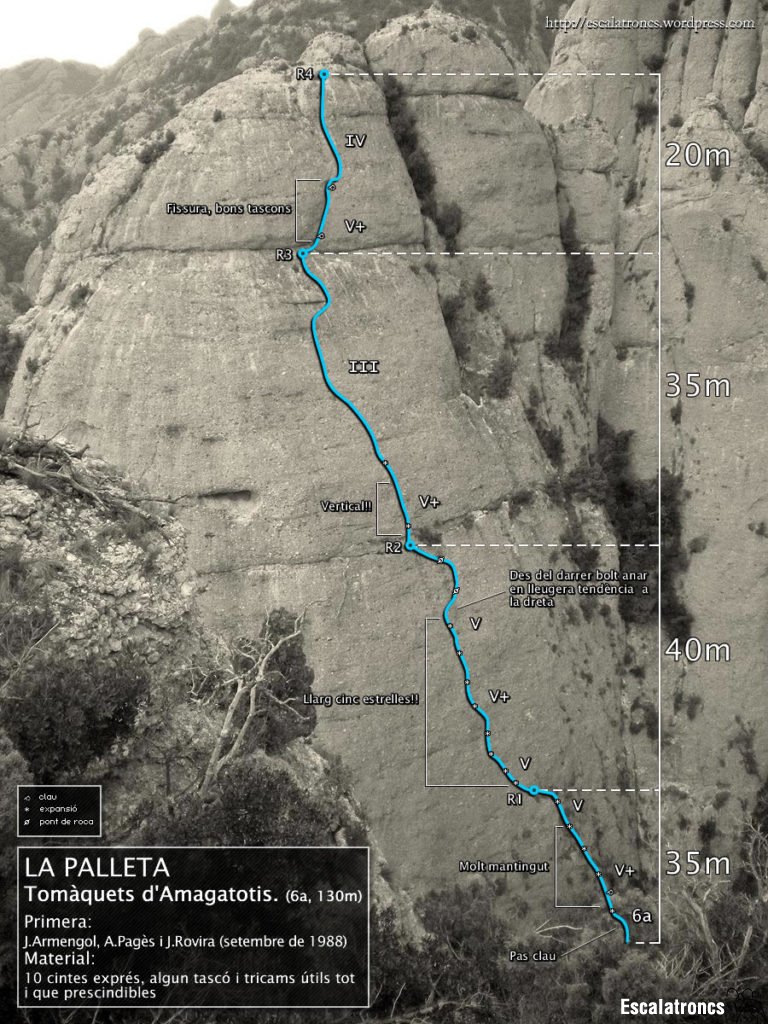 http://escalatroncs.wordpress.com
R4
IV
20m
Fissura, bons tascons
V+
R3
III
35m
Vertical!!
V+
R2
Des del darrer bolt anar
en lleugera tendència a
la dreta
V
40m
Llarg cinc estrelles!!
V+
V
R1
V
35m
Molt mantingut
V+
6a
Pas clau
clau
expansió
pont de roca
LA PALLETA
Tomàquets d'Amagatotis. (6a, 130m)
Primera:
J.Armengol, A.Pagès i J.Rovira (setembre de 1988)
Material:
10 cintes exprés, algun tascó i tricams útils tot
i que prescindibles
Escalatroncs